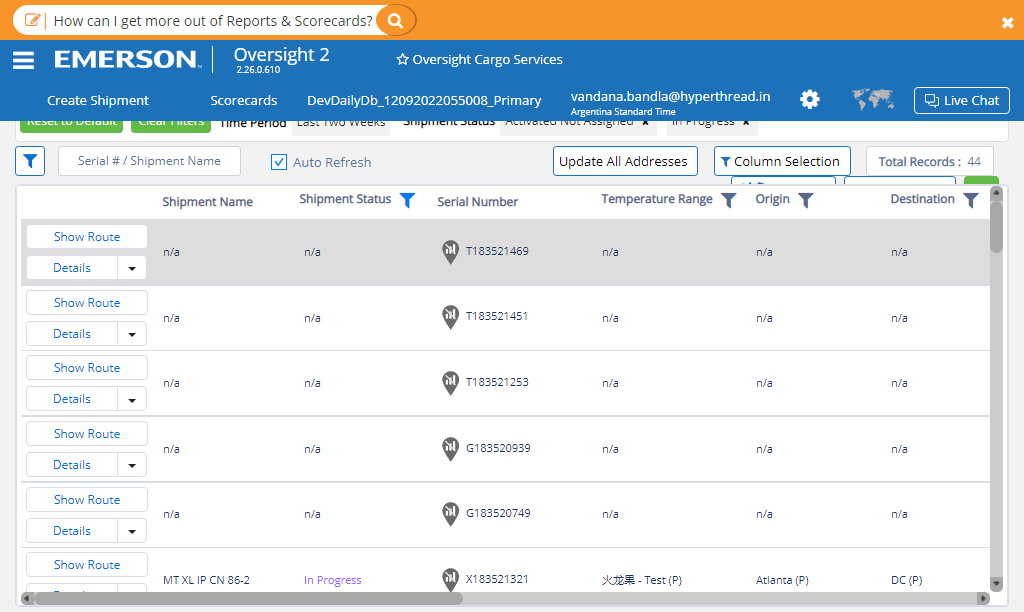 How can I get more out of Reports & Scorecards?
EMERSON
Oversight 2
2.26.0.610
Oversight Cargo Services
Create Shipment
Scorecards
DevDailyDb_12092022055008_Primary
vandana.bandla@hyperthread.in
Argentina Standard Time
Live Chat
Reset to Default
Clear Filters
Time Period
Last Two Weeks
Shipment Status
Activated Not Assigned
In Progress
Serial # / Shipment Name
Auto Refresh
Update All Addresses
Column Selection
Total Records : 44
Shipment Name
Shipment Status
Serial Number
Temperature Range
Origin
Destination
Show Route
Details
n/a n/a T183521469 n/a n/a n/a
Show Route
Details
n/a n/a T183521451 n/a n/a n/a
Show Route
Details
n/a n/a T183521253 n/a n/a n/a
Show Route
Details
n/a n/a G183520939 n/a n/a n/a
Show Route
Details
n/a n/a G183520749 n/a n/a n/a
Show Route
MT XL IP CN 86-2 In Progress X183521321 火龙果 - Test (P) Atlanta (P) DC (P)